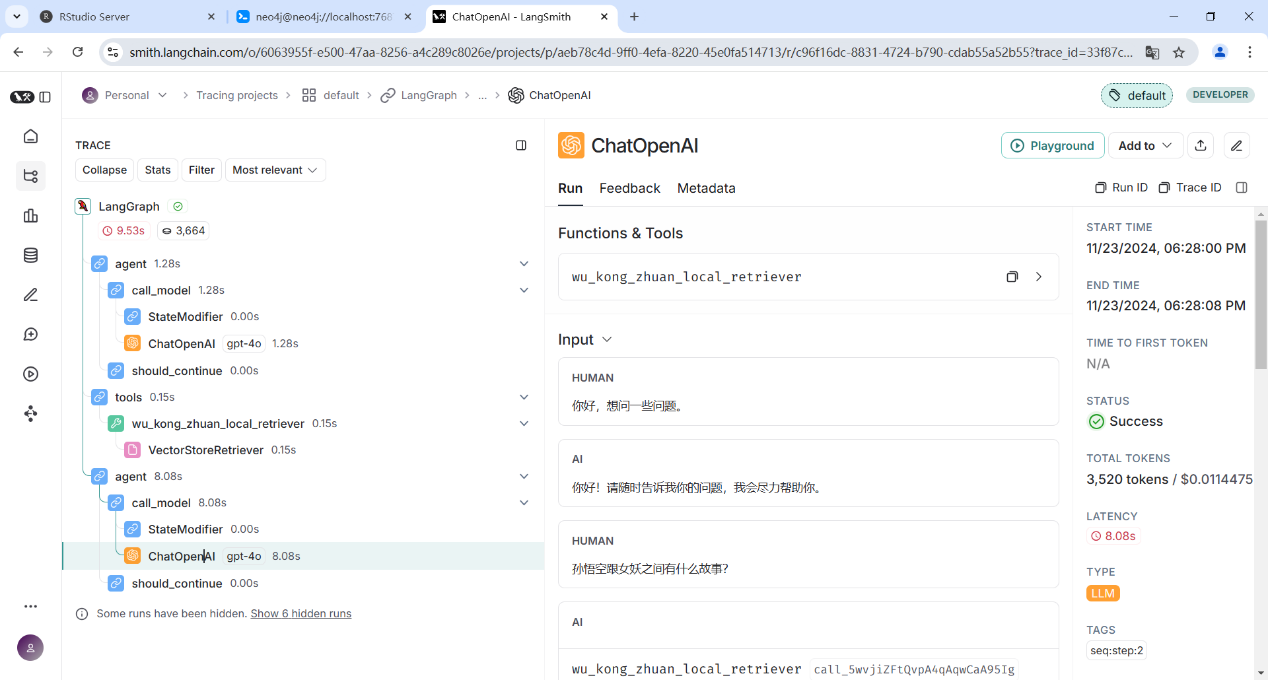 RStudio Server
neo4j@neo4j://localhost:768
ChatOpenAI - LangSmith
smith.langchain.com/o/6063955f-e500-47aa-8256-a4c289c8026e/projects/p/aeb78c4d-9ff0-4efa-8220-45e0fa514713/r/c96f16dc-8831-4724-b790-cdab55a52b55?trace_id=33f87c...
Personal
Tracing projects
default
LangGraph
...
ChatOpenAI
default
DEVELOPER
TRACE
Collapse
Stats
Filter
Most relevant
LangGraph
9.53s
3,664
agent 1.28s
call_model 1.28s
StateModifier 0.00s
ChatOpenAI gpt-4o 1.28s
should_continue 0.00s
tools 0.15s
wu_kong_zhuan_local_retriever 0.15s
VectorStoreRetriever 0.15s
agent 8.08s
call_model 8.08s
StateModifier 0.00s
ChatOpenAI gpt-4o 8.08s
should_continue 0.00s
Some runs have been hidden. Show 6 hidden runs
ChatOpenAI
Playground
Add to
Run
Feedback
Metadata
Run ID
Trace ID
Functions & Tools
wu_kong_zhuan_local_retriever
Input
HUMAN
你好，想问一些问题。
AI
你好！请随时告诉我你的问题，我会尽力帮助你。
HUMAN
孙悟空跟女妖之间有什么故事？
AI
wu_kong_zhuan_local_retriever call_5wvjiZFtQvpA4qAqwCaA95Ig
START TIME
11/23/2024, 06:28:00 PM
END TIME
11/23/2024, 06:28:08 PM
TIME TO FIRST TOKEN
N/A
STATUS
Success
TOTAL TOKENS
3,520 tokens / $0.0114475
LATENCY
8.08s
TYPE
LLM
TAGS
seq:step:2